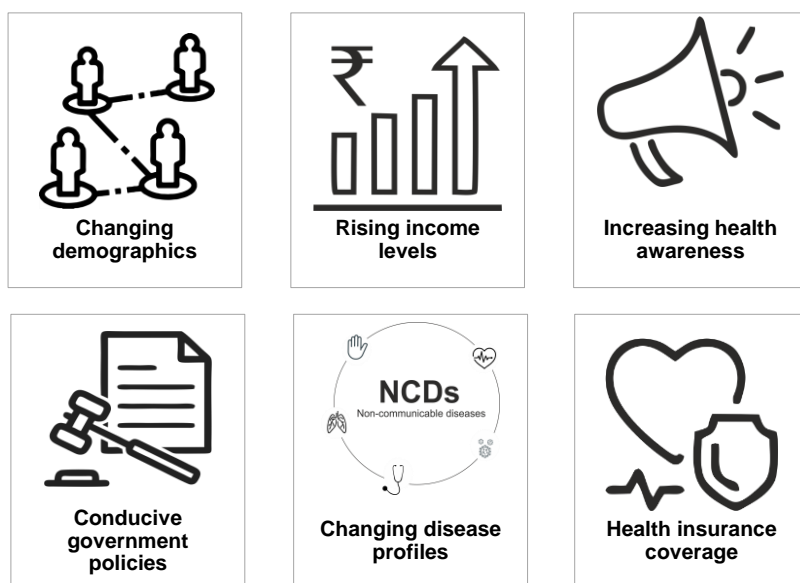 ₹
Changing
demographics
Rising income
levels
Increasing health
awareness
Conducive
government
policies
NCDs
Non-communicable diseases
Changing disease
profiles
Health insurance
coverage